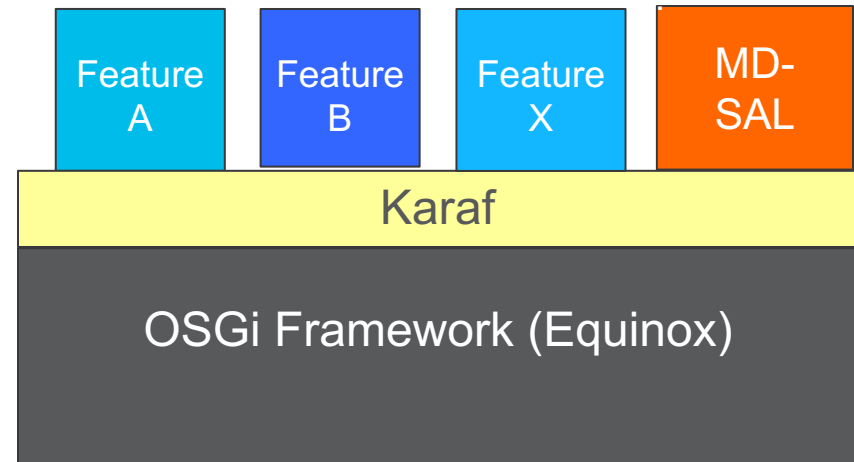 Feature
A
Feature
B
Feature
X
MD-
SAL
Karaf
OSGi Framework (Equinox)